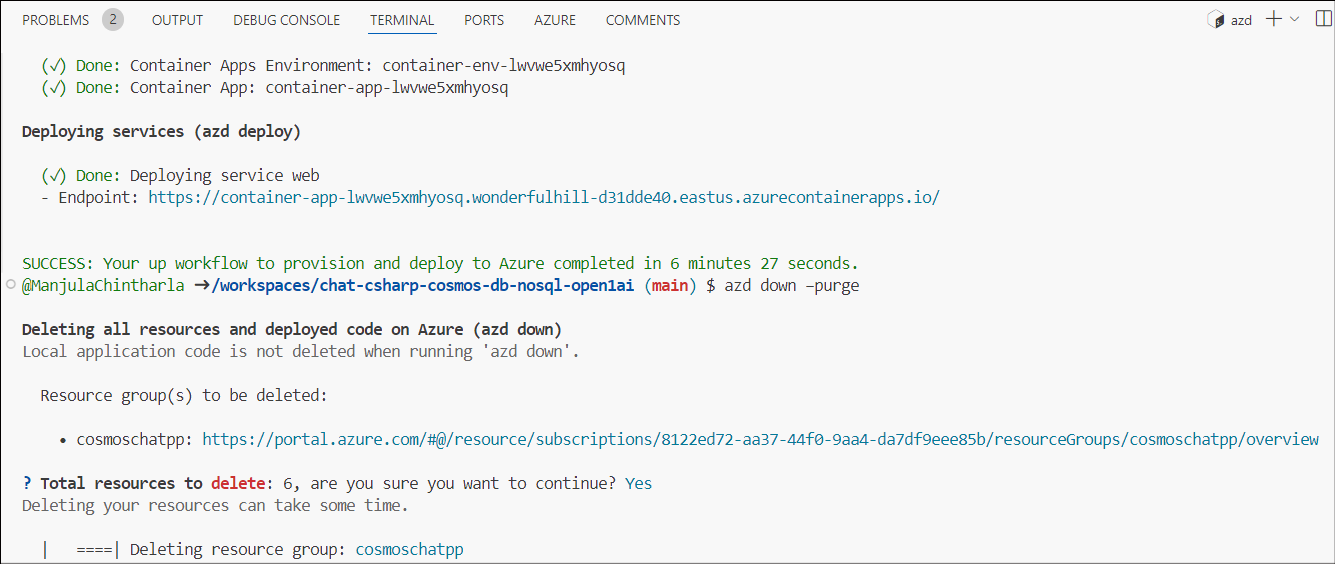 PROBLEMS 2 OUTPUT DEBUG CONSOLE TERMINAL PORTS AZURE COMMENTS azd
(✓) Done: Container Apps Environment: container-env-lwvwe5xmhyosq
(✓) Done: Container App: container-app-lwvwe5xmhyosq
Deploying services (azd deploy)
(✓) Done: Deploying service web
- Endpoint: https://container-app-lwvwe5xmhyosq.wonderfulhill-d31dde40.eastus.azurecontainerapps.io/
SUCCESS: Your up workflow to provision and deploy to Azure completed in 6 minutes 27 seconds.
@ManjulaChintharla ➜/workspaces/chat-csharp-cosmos-db-nosql-open1ai (main) $ azd down –purge
Deleting all resources and deployed code on Azure (azd down)
Local application code is not deleted when running 'azd down'.
Resource group(s) to be deleted:
• cosmoschatpp: https://portal.azure.com/#@/resource/subscriptions/8122ed72-aa37-44f0-9aa4-da7df9eee85b/resourceGroups/cosmoschatpp/overview
? Total resources to delete: 6, are you sure you want to continue? Yes
Deleting your resources can take some time.
|   ====| Deleting resource group: cosmoschatpp